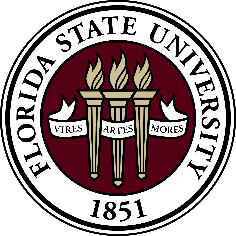 FLORIDA STATE UNIVERSITY
VIRES ARTES MORES
1851